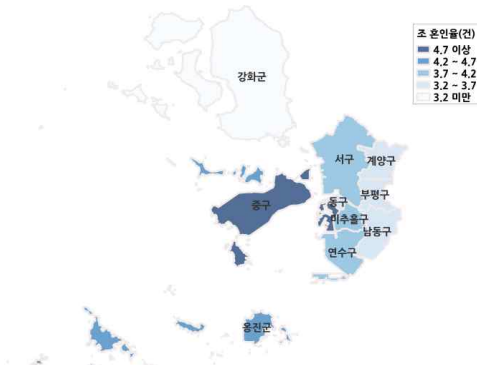 조 혼인율(건)
4.7 이상
4.2 ~ 4.7
3.7 ~ 4.2
3.2 ~ 3.7
3.2 미만
강화군
서구
계양구
부평구
동구
중구
미추홀구
남동구
연수구
옹진군